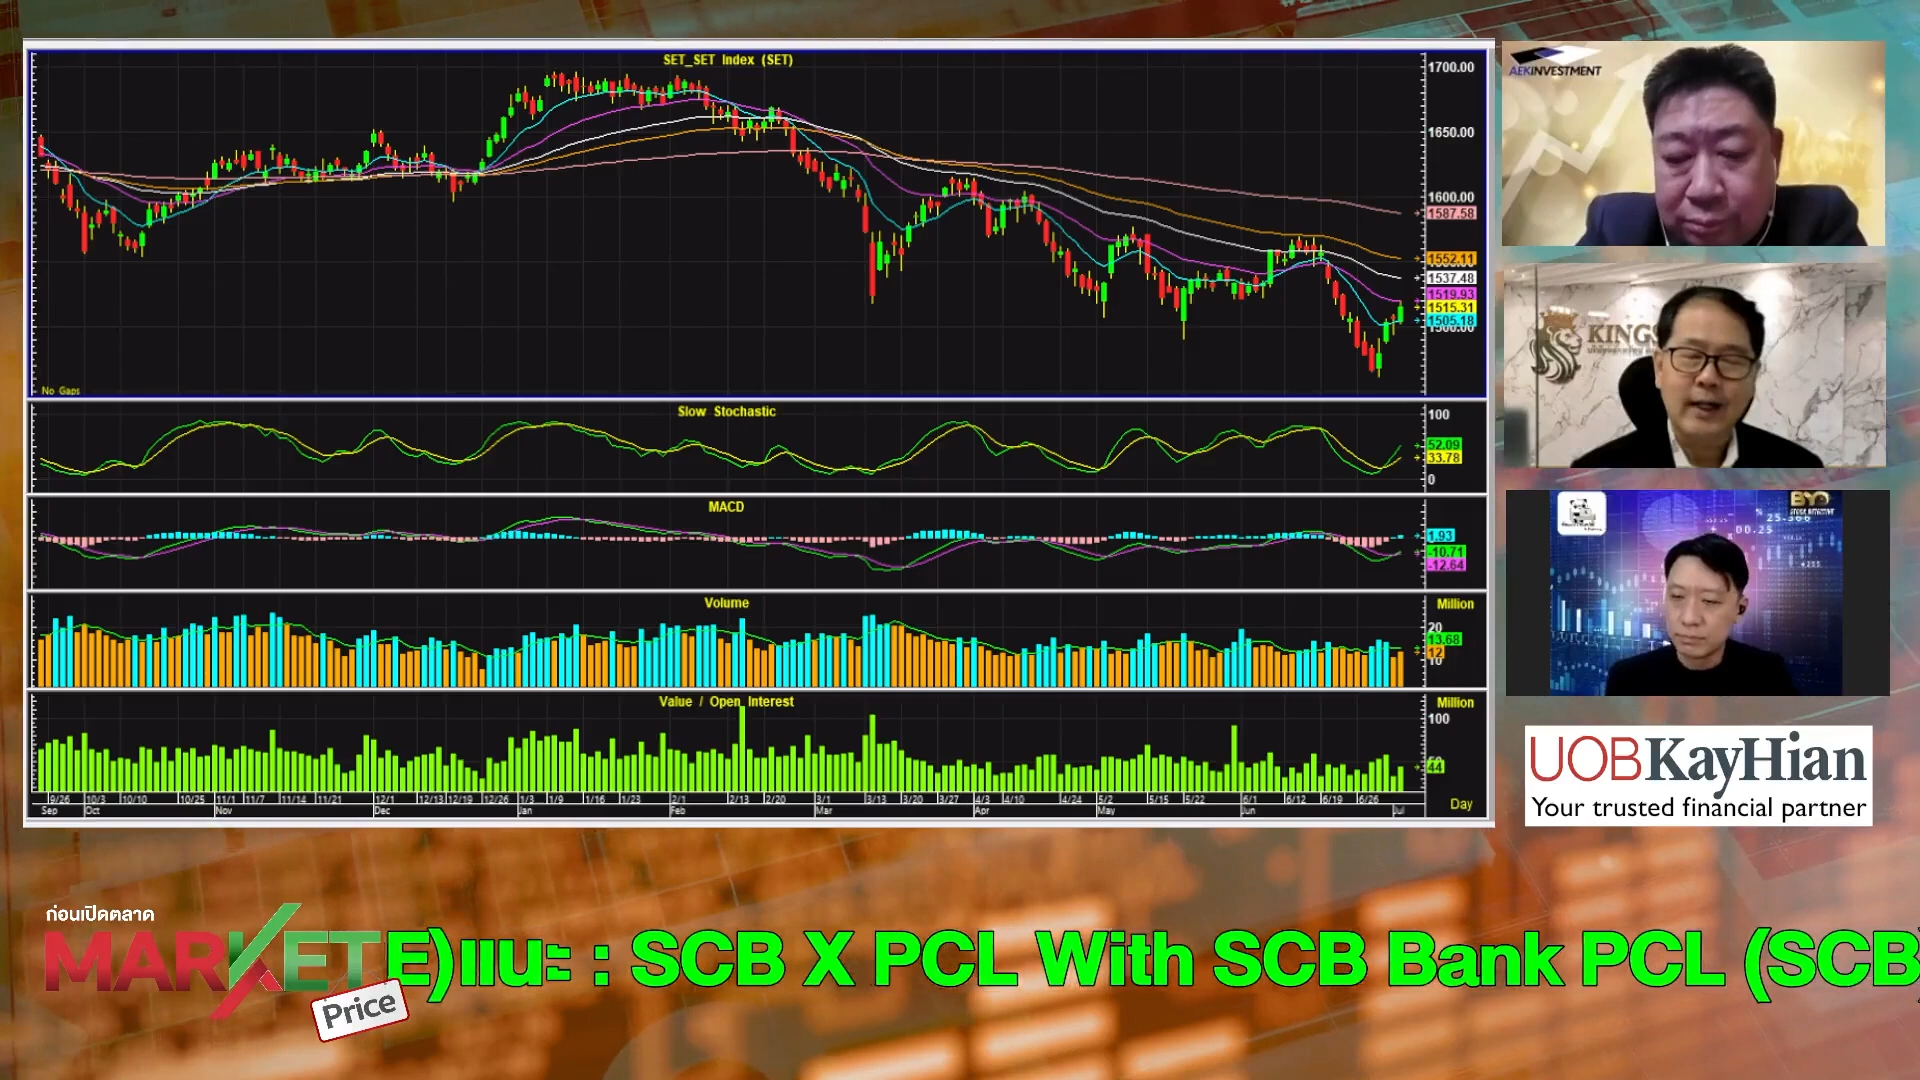 SET_SET Index (SET)
1700.00
1650.00
1600.00
1587.58
1552.11
1537.48
1519.93
1515.31
1505.18
1500.00
No Gaps
Slow Stochastic
100
52.09
33.78
0
MACD
1.93
-10.71
-12.64
Volume
Million
20
13.68
12
10
Value / Open Interest
Million
100
44
9/26 10/3 10/10 10/25 11/1 11/7 11/14 11/21 12/1 12/13 12/19 12/26 1/3 1/9 1/16 1/23 2/1 2/13 2/20 3/1 3/13 3/20 3/27 4/3 4/10 4/24 5/2 5/15 5/22 6/1 6/12 6/19 6/26
Sep Oct Nov Dec Jan Feb Mar Apr May Jun Jul
Day
AEKINVESTMENT
KINGS
BYD
STOCK DETECTIVE
UOBKayHian
Your trusted financial partner
ก่อนเปิดตลาด
MARKET
Price
E)แนะ : SCB X PCL With SCB Bank PCL (SCB)